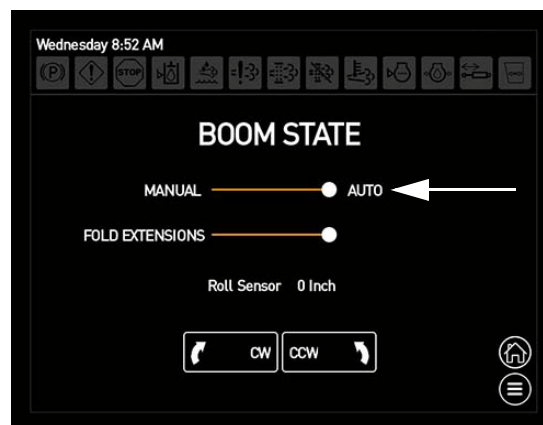 Wednesday 8:52 AM
(P) STOP
BOOM STATE
MANUAL AUTO
FOLD EXTENSIONS
Roll Sensor 0 Inch
CW CCW